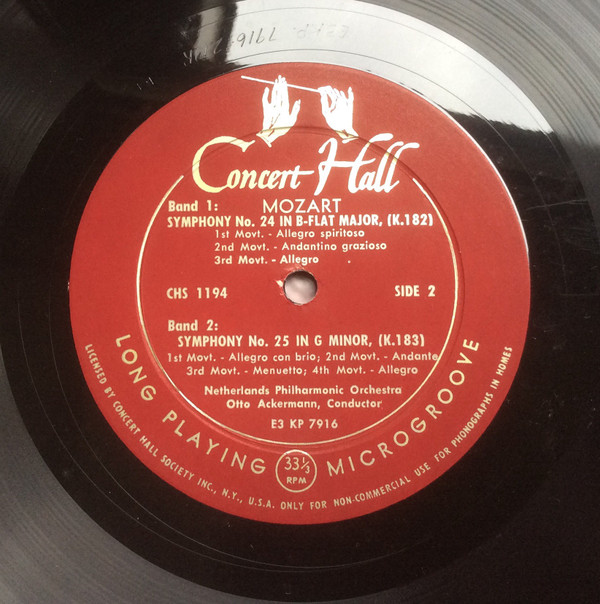 Concert Hall
Band 1: MOZART
SYMPHONY No. 24 IN B-FLAT MAJOR, (K.182)
1st Movt. - Allegro spiritoso
2nd Movt. - Andantino grazioso
3rd Movt. - Allegro
CHS 1194 SIDE 2
Band 2:
SYMPHONY No. 25 IN G MINOR, (K.183)
1st Movt. - Allegro con brio; 2nd Movt. - Andante
3rd Movt. - Menuetto; 4th Movt. - Allegro
Netherlands Philharmonic Orchestra
Otto Ackermann, Conductor
E3 KP 7916
LONG PLAYING 33 1/3 RPM MICROGROOVE
LICENSED BY CONCERT HALL SOCIETY INC., N.Y., U.S.A. ONLY FOR NON-COMMERCIAL USE FOR PHONOGRAPHS IN HOMES